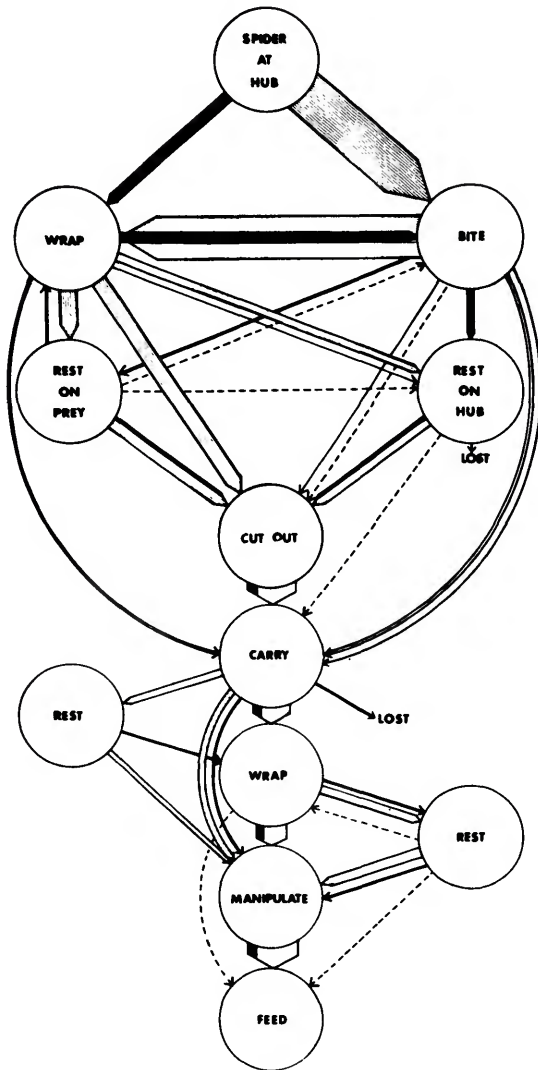 SPIDER
AT
HUB
WRAP
BITE
REST
ON
PREY
REST
ON
HUB
LOST
CUT OUT
CARRY
REST
LOST
WRAP
REST
MANIPULATE
FEED